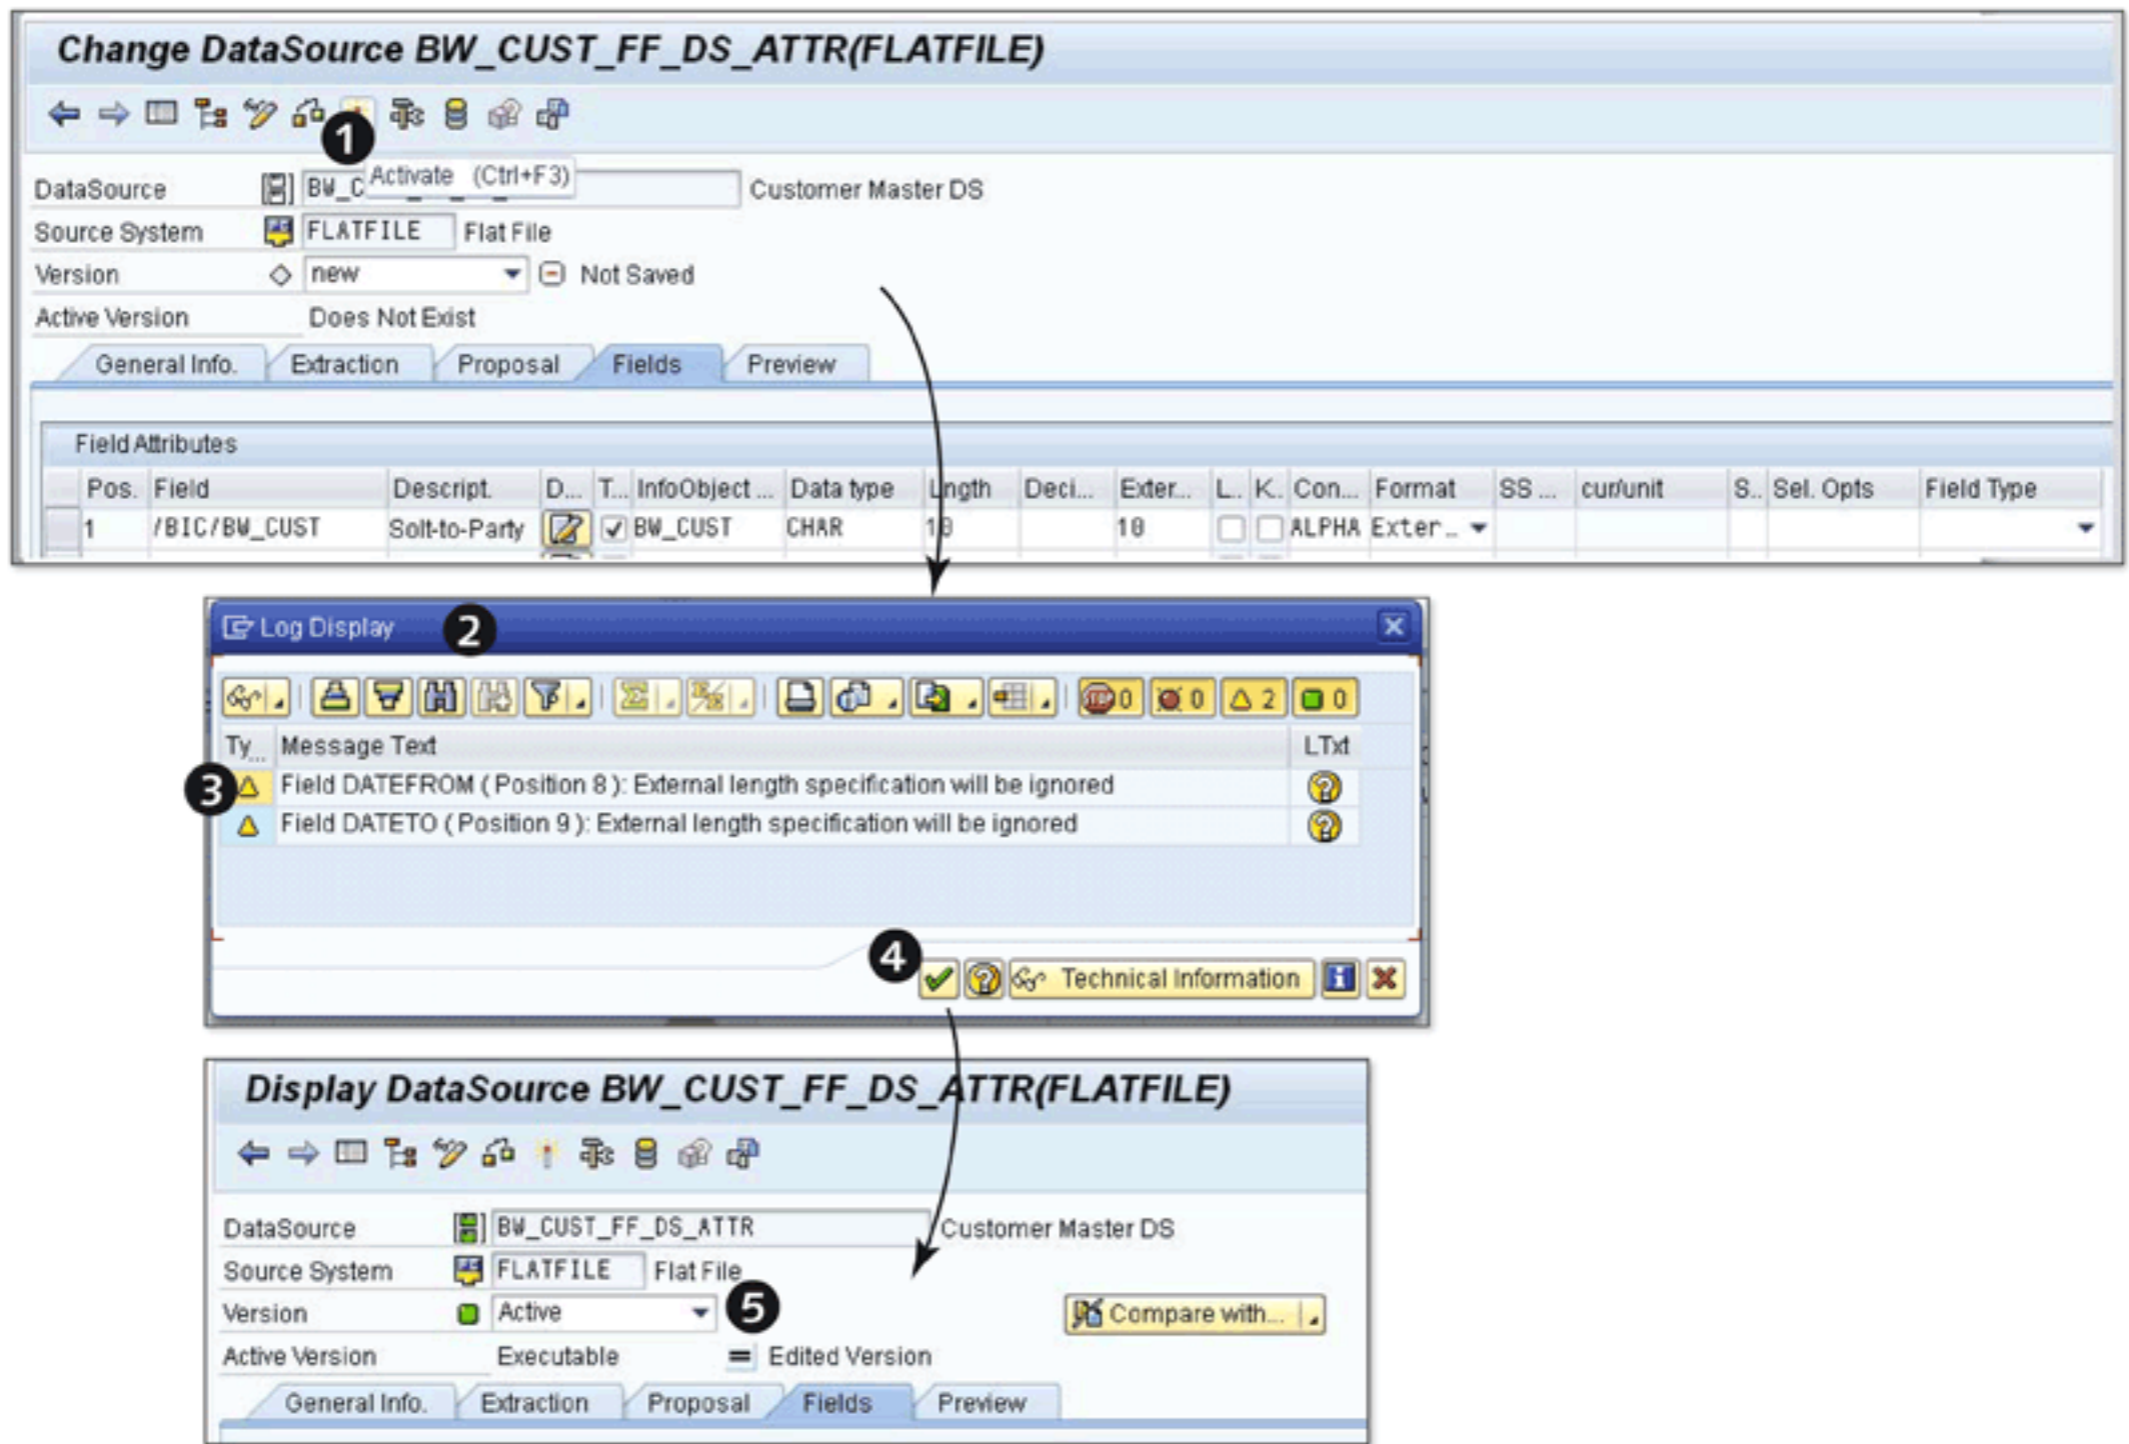 Change DataSource BW_CUST_FF_DS_ATTR(FLATFILE)
1
Activate (Ctrl+F3)
DataSource BW_C Customer Master DS
Source System FLATFILE Flat File
Version new Not Saved
Active Version Does Not Exist
General Info. Extraction Proposal Fields Preview
Field Attributes
Pos. Field Descript. D... T... InfoObject ... Data type Lngth Deci... Exter... L.. K.. Con... Format SS ... cur/unit S.. Sel. Opts Field Type
1 /BIC/BW_CUST Solt-to-Party BW_CUST CHAR 10 10 ALPHA Exter...
Log Display 2
0 0 2 0
Ty... Message Text LTxt
3 Field DATEFROM ( Position 8 ): External length specification will be ignored
Field DATETO ( Position 9 ): External length specification will be ignored
4
Technical Information
Display DataSource BW_CUST_FF_DS_ATTR(FLATFILE)
DataSource BW_CUST_FF_DS_ATTR Customer Master DS
Source System FLATFILE Flat File
Version Active 5 Compare with...
Active Version Executable = Edited Version
General Info. Extraction Proposal Fields Preview